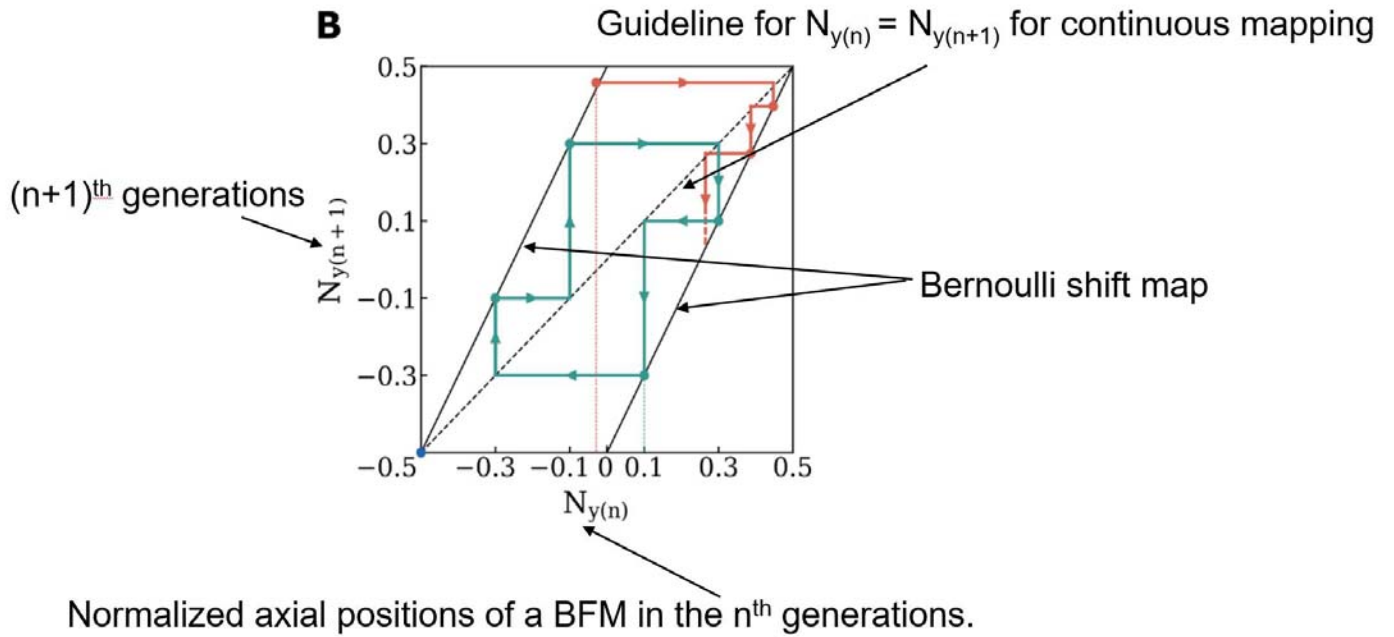 B
Guideline for Ny(n) = Ny(n+1) for continuous mapping
0.5
0.3
(n+1)th generations
0.1
Ny(n + 1)
−0.1
Bernoulli shift map
−0.3
−0.5
−0.3 −0.1 0 0.1 0.3 0.5
Ny(n)
Normalized axial positions of a BFM in the nth generations.